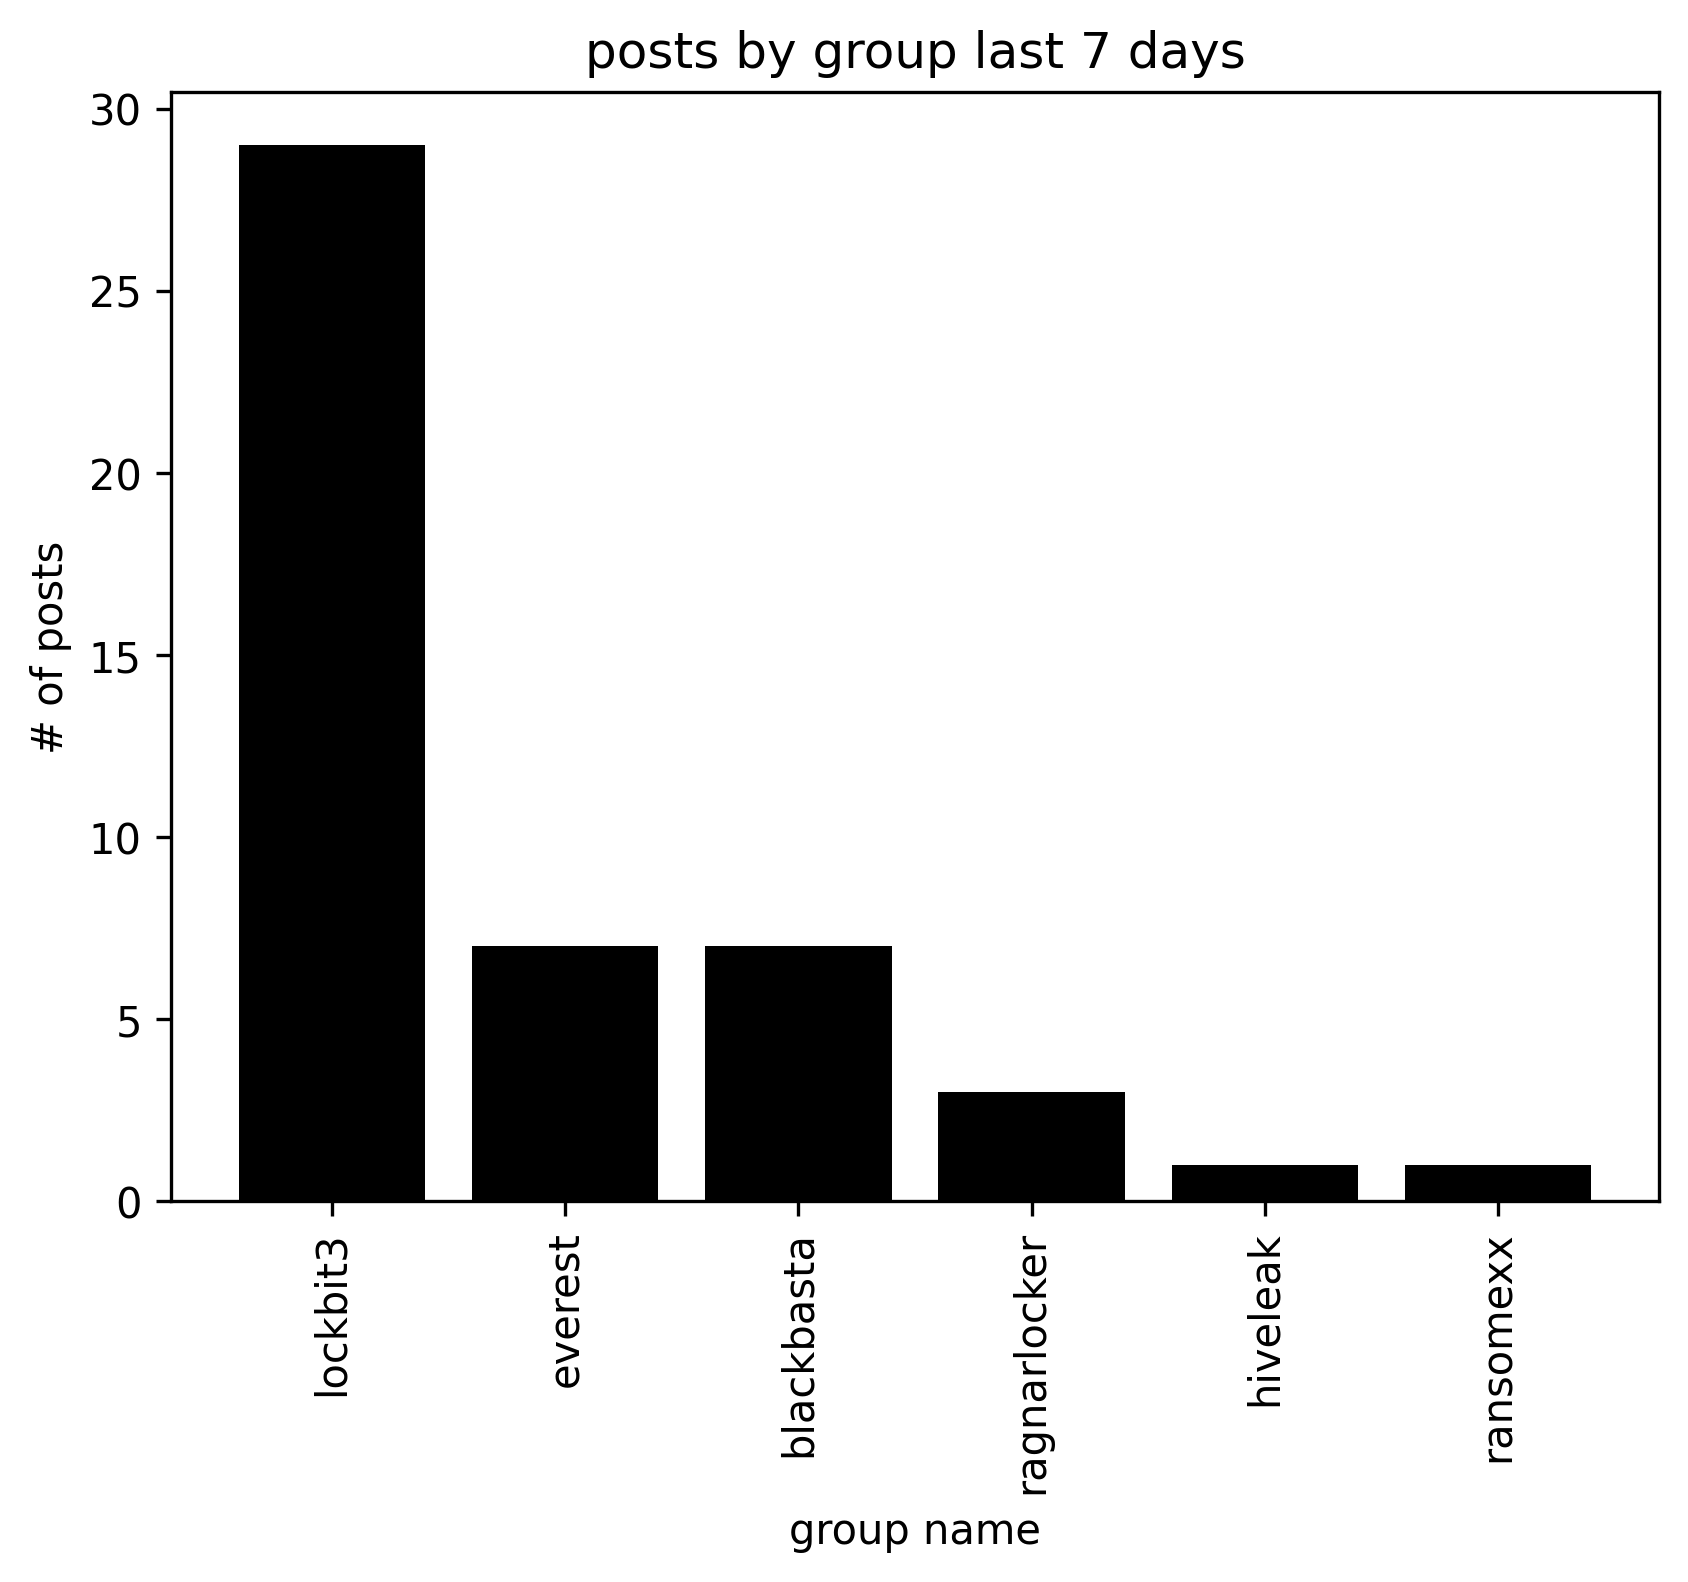 posts by group last 7 days
30
25
20
15
10
5
0
# of posts
lockbit3
everest
blackbasta
ragnarlocker
hiveleak
ransomexx
group name